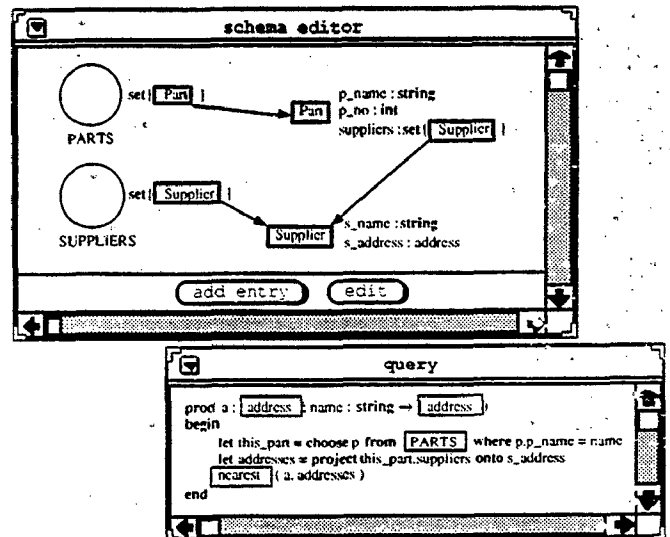 schema editor
set [ Part ]
PARTS
Part
p_name : string
p_no : int
suppliers : set [ Supplier ]
set [ Supplier ]
SUPPLIERS
Supplier
s_name : string
s_address : address
add entry
edit
query
proc( a : address ; name : string → address )
begin
let this_part = choose p from PARTS where p.p_name = name
let addresses = project this_part.suppliers onto s_address
nearest ( a, addresses )
end